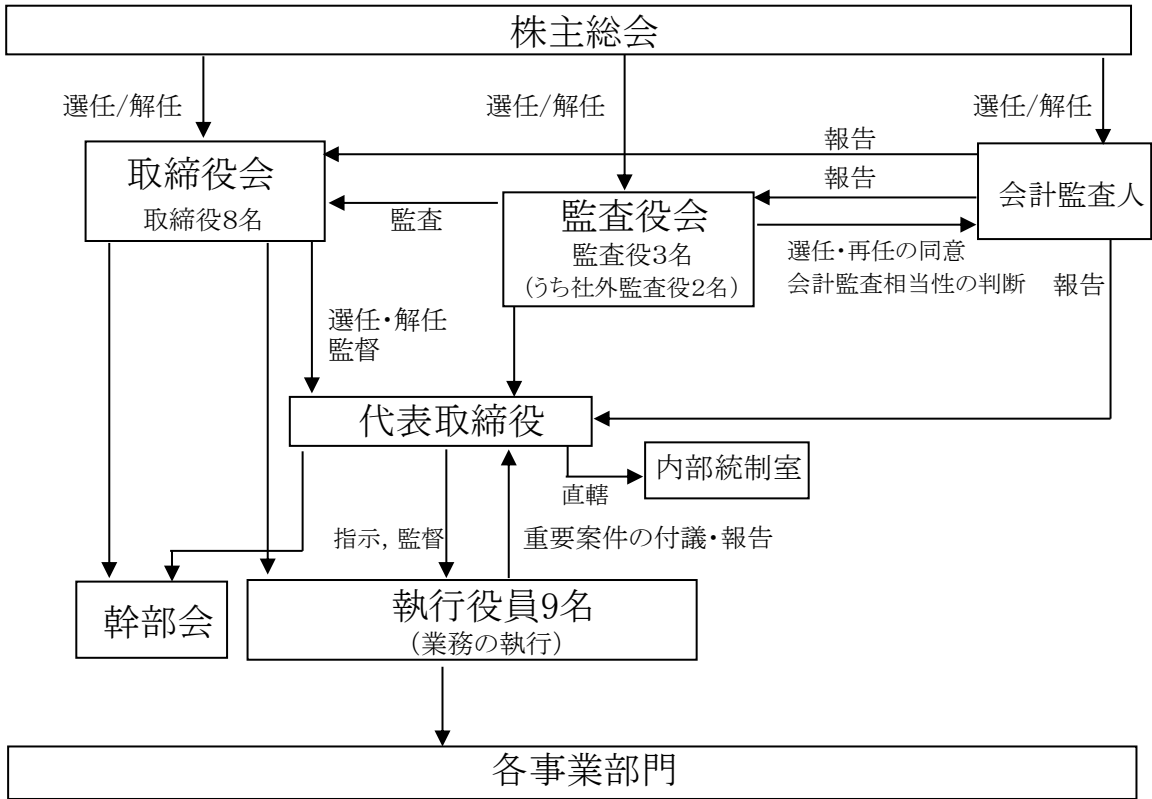 株主総会
選任/解任
選任/解任
選任/解任
報告
取締役会
取締役8名
報告
会計監査人
監査
監査役会
監査役3名
(うち社外監査役2名)
選任・再任の同意
会計監査相当性の判断
報告
選任・解任
監督
代表取締役
内部統制室
直轄
指示, 監督
重要案件の付議・報告
幹部会
執行役員9名
(業務の執行)
各事業部門